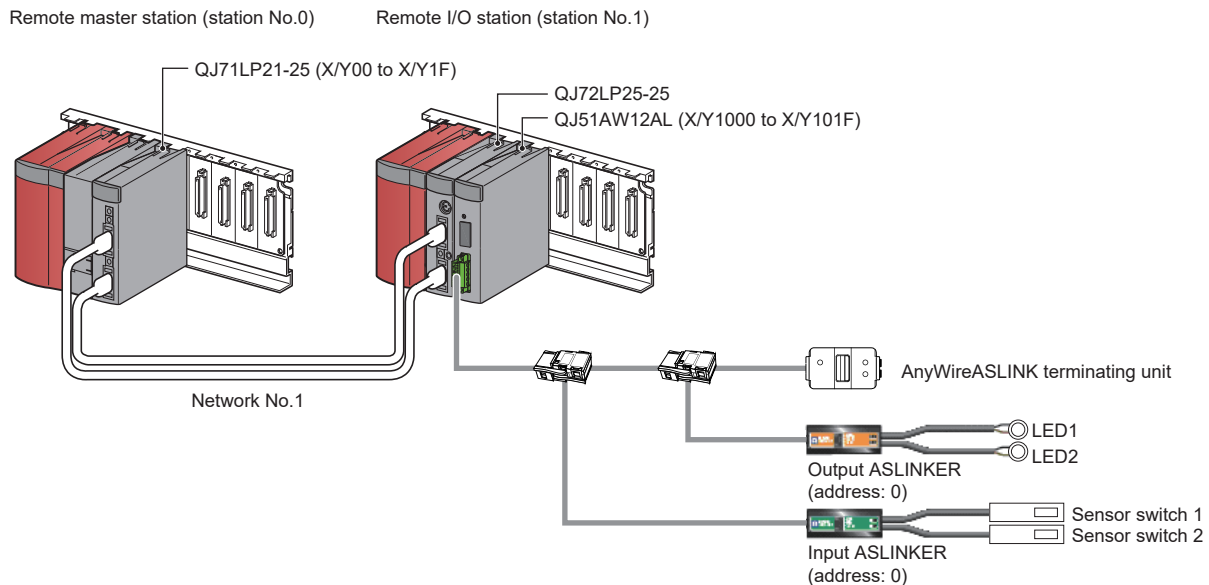 Remote master station (station No.0)
Remote I/O station (station No.1)
QJ71LP21-25 (X/Y00 to X/Y1F)
QJ72LP25-25
QJ51AW12AL (X/Y1000 to X/Y101F)
Network No.1
AnyWireASLINK terminating unit
LED1
LED2
Output ASLINKER
(address: 0)
Sensor switch 1
Sensor switch 2
Input ASLINKER
(address: 0)